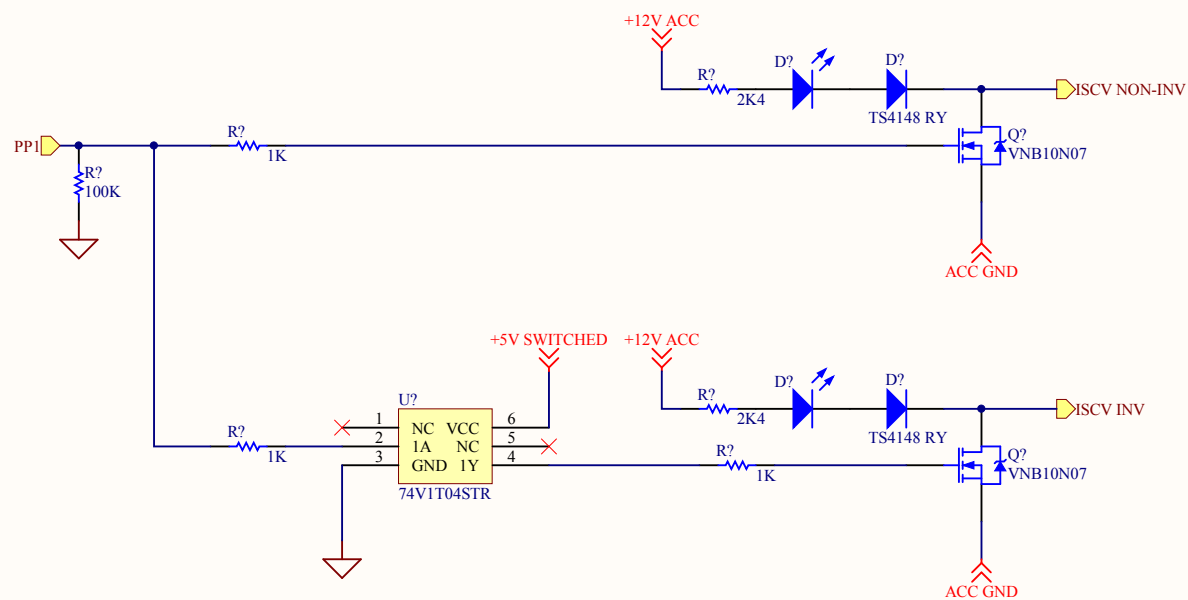 +12V ACC
R?
2K4
D?
D?
TS4148 RY
ISCV NON-INV
PP1
R?
1K
Q?
VNB10N07
R?
100K
ACC GND
+5V SWITCHED
+12V ACC
R?
2K4
D?
D?
TS4148 RY
ISCV INV
U?
1
NC
VCC
6
R?
1K
2
1A
NC
5
3
GND
1Y
4
74V1T04STR
R?
1K
Q?
VNB10N07
ACC GND